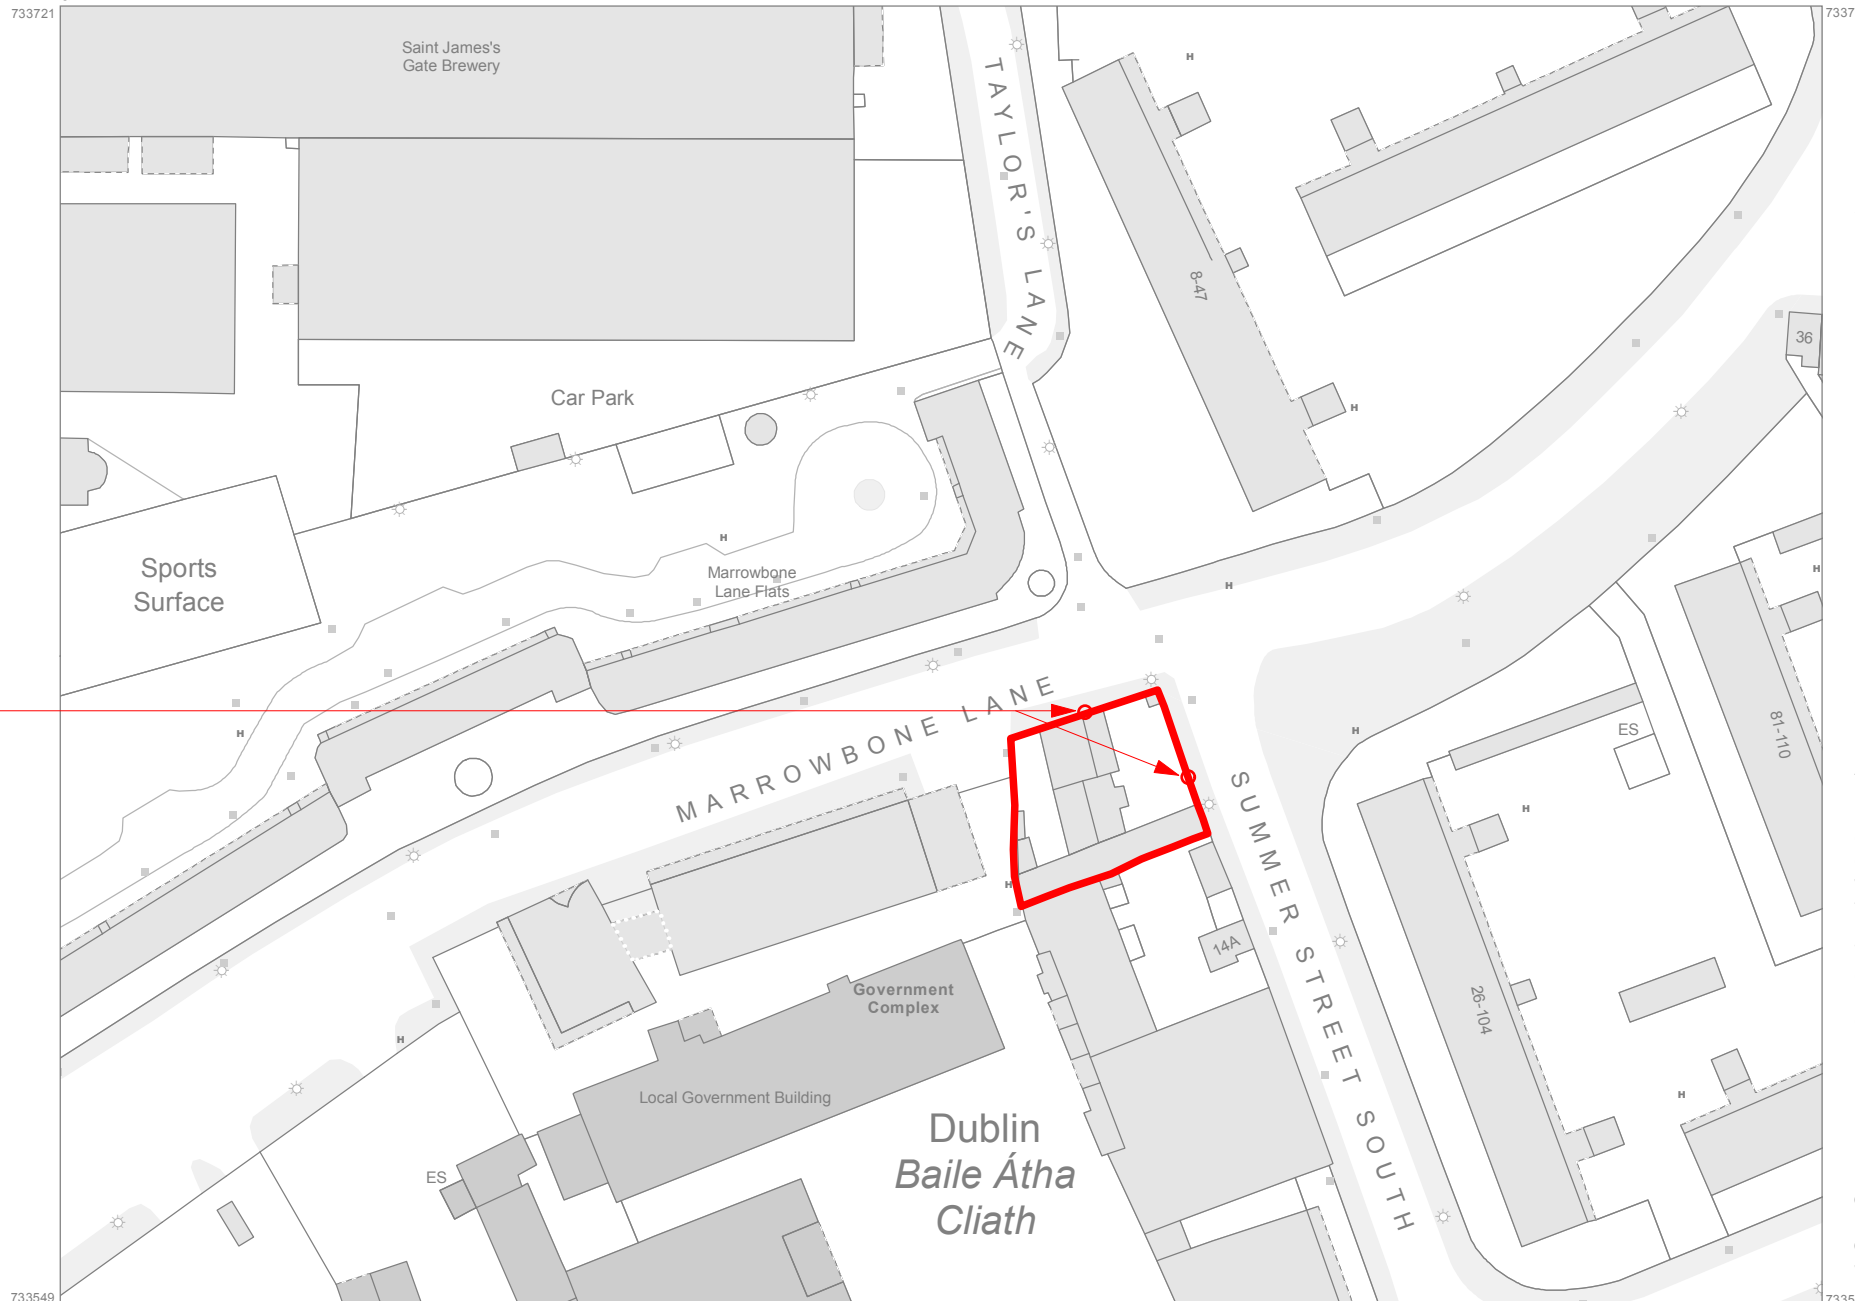 733721
7337
Saint James's
Gate Brewery
H
TAYLOR'S LANE
8-47
36
Car Park
H
H
Sports
Surface
Marrowbone
Lane Flats
H
H
MARROWBONE LANE
H
H
ES
81-110
SUMMER STREET SOUTH
H
H
14A
Government
Complex
26-104
H
Local Government Building
H
Dublin
Baile Átha
Cliath
ES
733549
7335